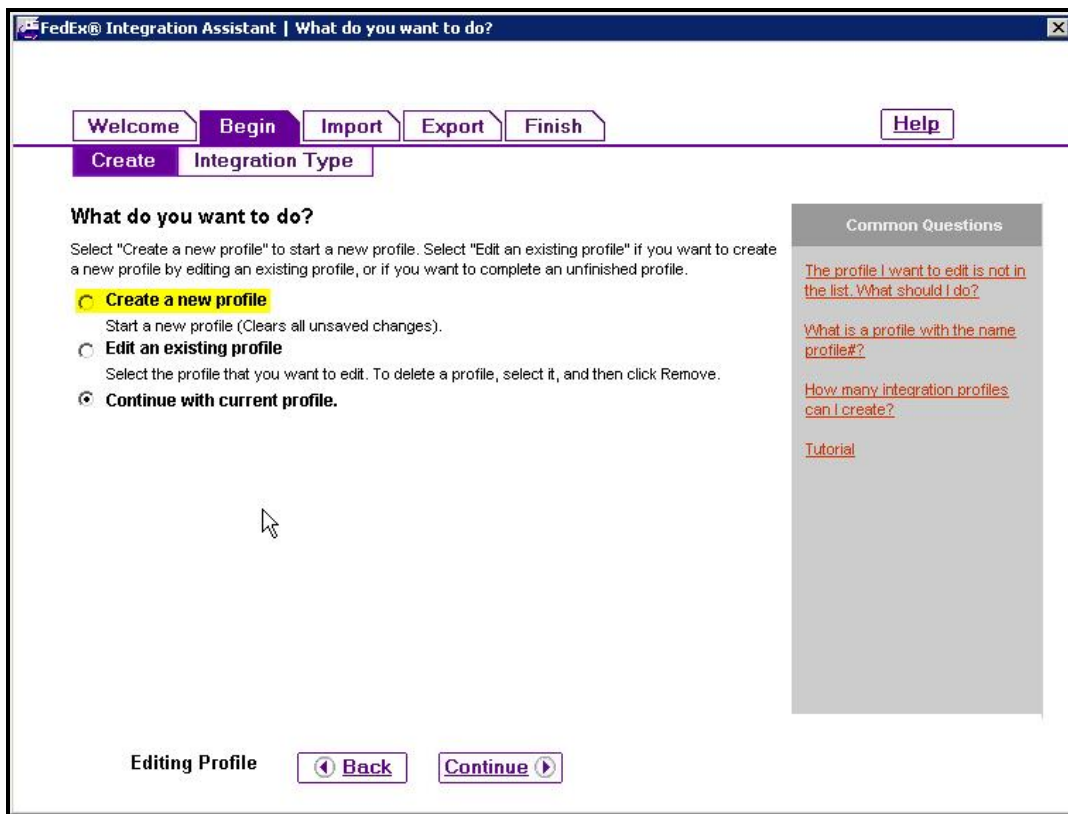 FedEx® Integration Assistant | What do you want to do?
Welcome Begin Import Export Finish Help
Create Integration Type
What do you want to do?
Select "Create a new profile" to start a new profile. Select "Edit an existing profile" if you want to create
a new profile by editing an existing profile, or if you want to complete an unfinished profile.
Create a new profile
Start a new profile (Clears all unsaved changes).
Edit an existing profile
Select the profile that you want to edit. To delete a profile, select it, and then click Remove.
Continue with current profile.
Common Questions
The profile I want to edit is not in
the list. What should I do?
What is a profile with the name
profile#?
How many integration profiles
can I create?
Tutorial
Editing Profile Back Continue